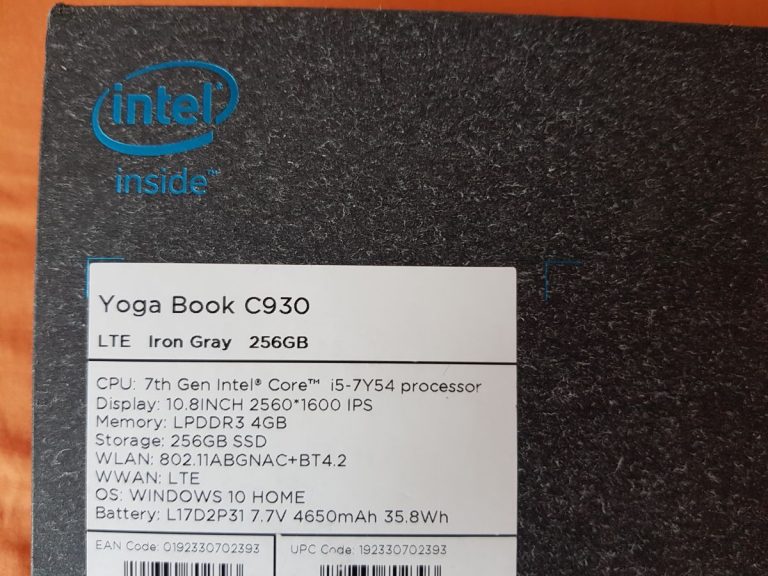 intel
inside™
Yoga Book C930
LTE Iron Gray 256GB
CPU: 7th Gen Intel® Core™ i5-7Y54 processor
Display: 10.8INCH 2560*1600 IPS
Memory: LPDDR3 4GB
Storage: 256GB SSD
WLAN: 802.11ABGNAC+BT4.2
WWAN: LTE
OS: WINDOWS 10 HOME
Battery: L17D2P31 7.7V 4650mAh 35.8Wh
EAN Code: 0192330702393 UPC Code: 192330702393